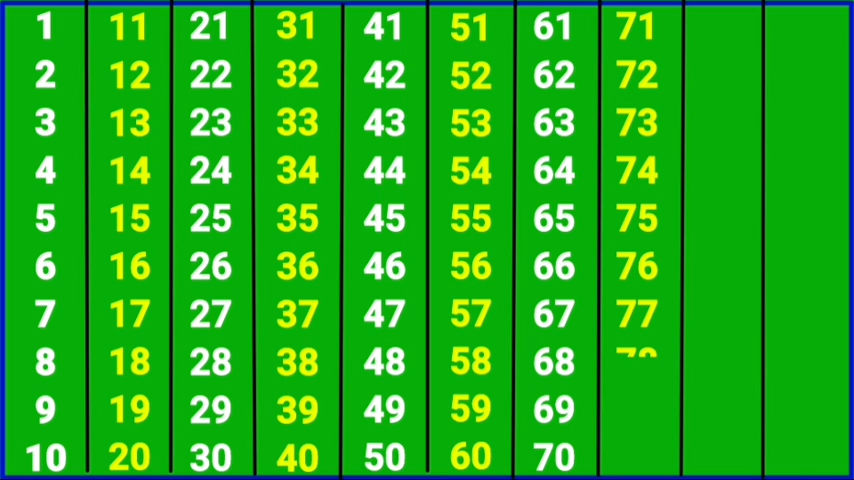 1 11 21 31 41 51 61 71
2 12 22 32 42 52 62 72
3 13 23 33 43 53 63 73
4 14 24 34 44 54 64 74
5 15 25 35 45 55 65 75
6 16 26 36 46 56 66 76
7 17 27 37 47 57 67 77
8 18 28 38 48 58 68
9 19 29 39 49 59 69
10 20 30 40 50 60 70